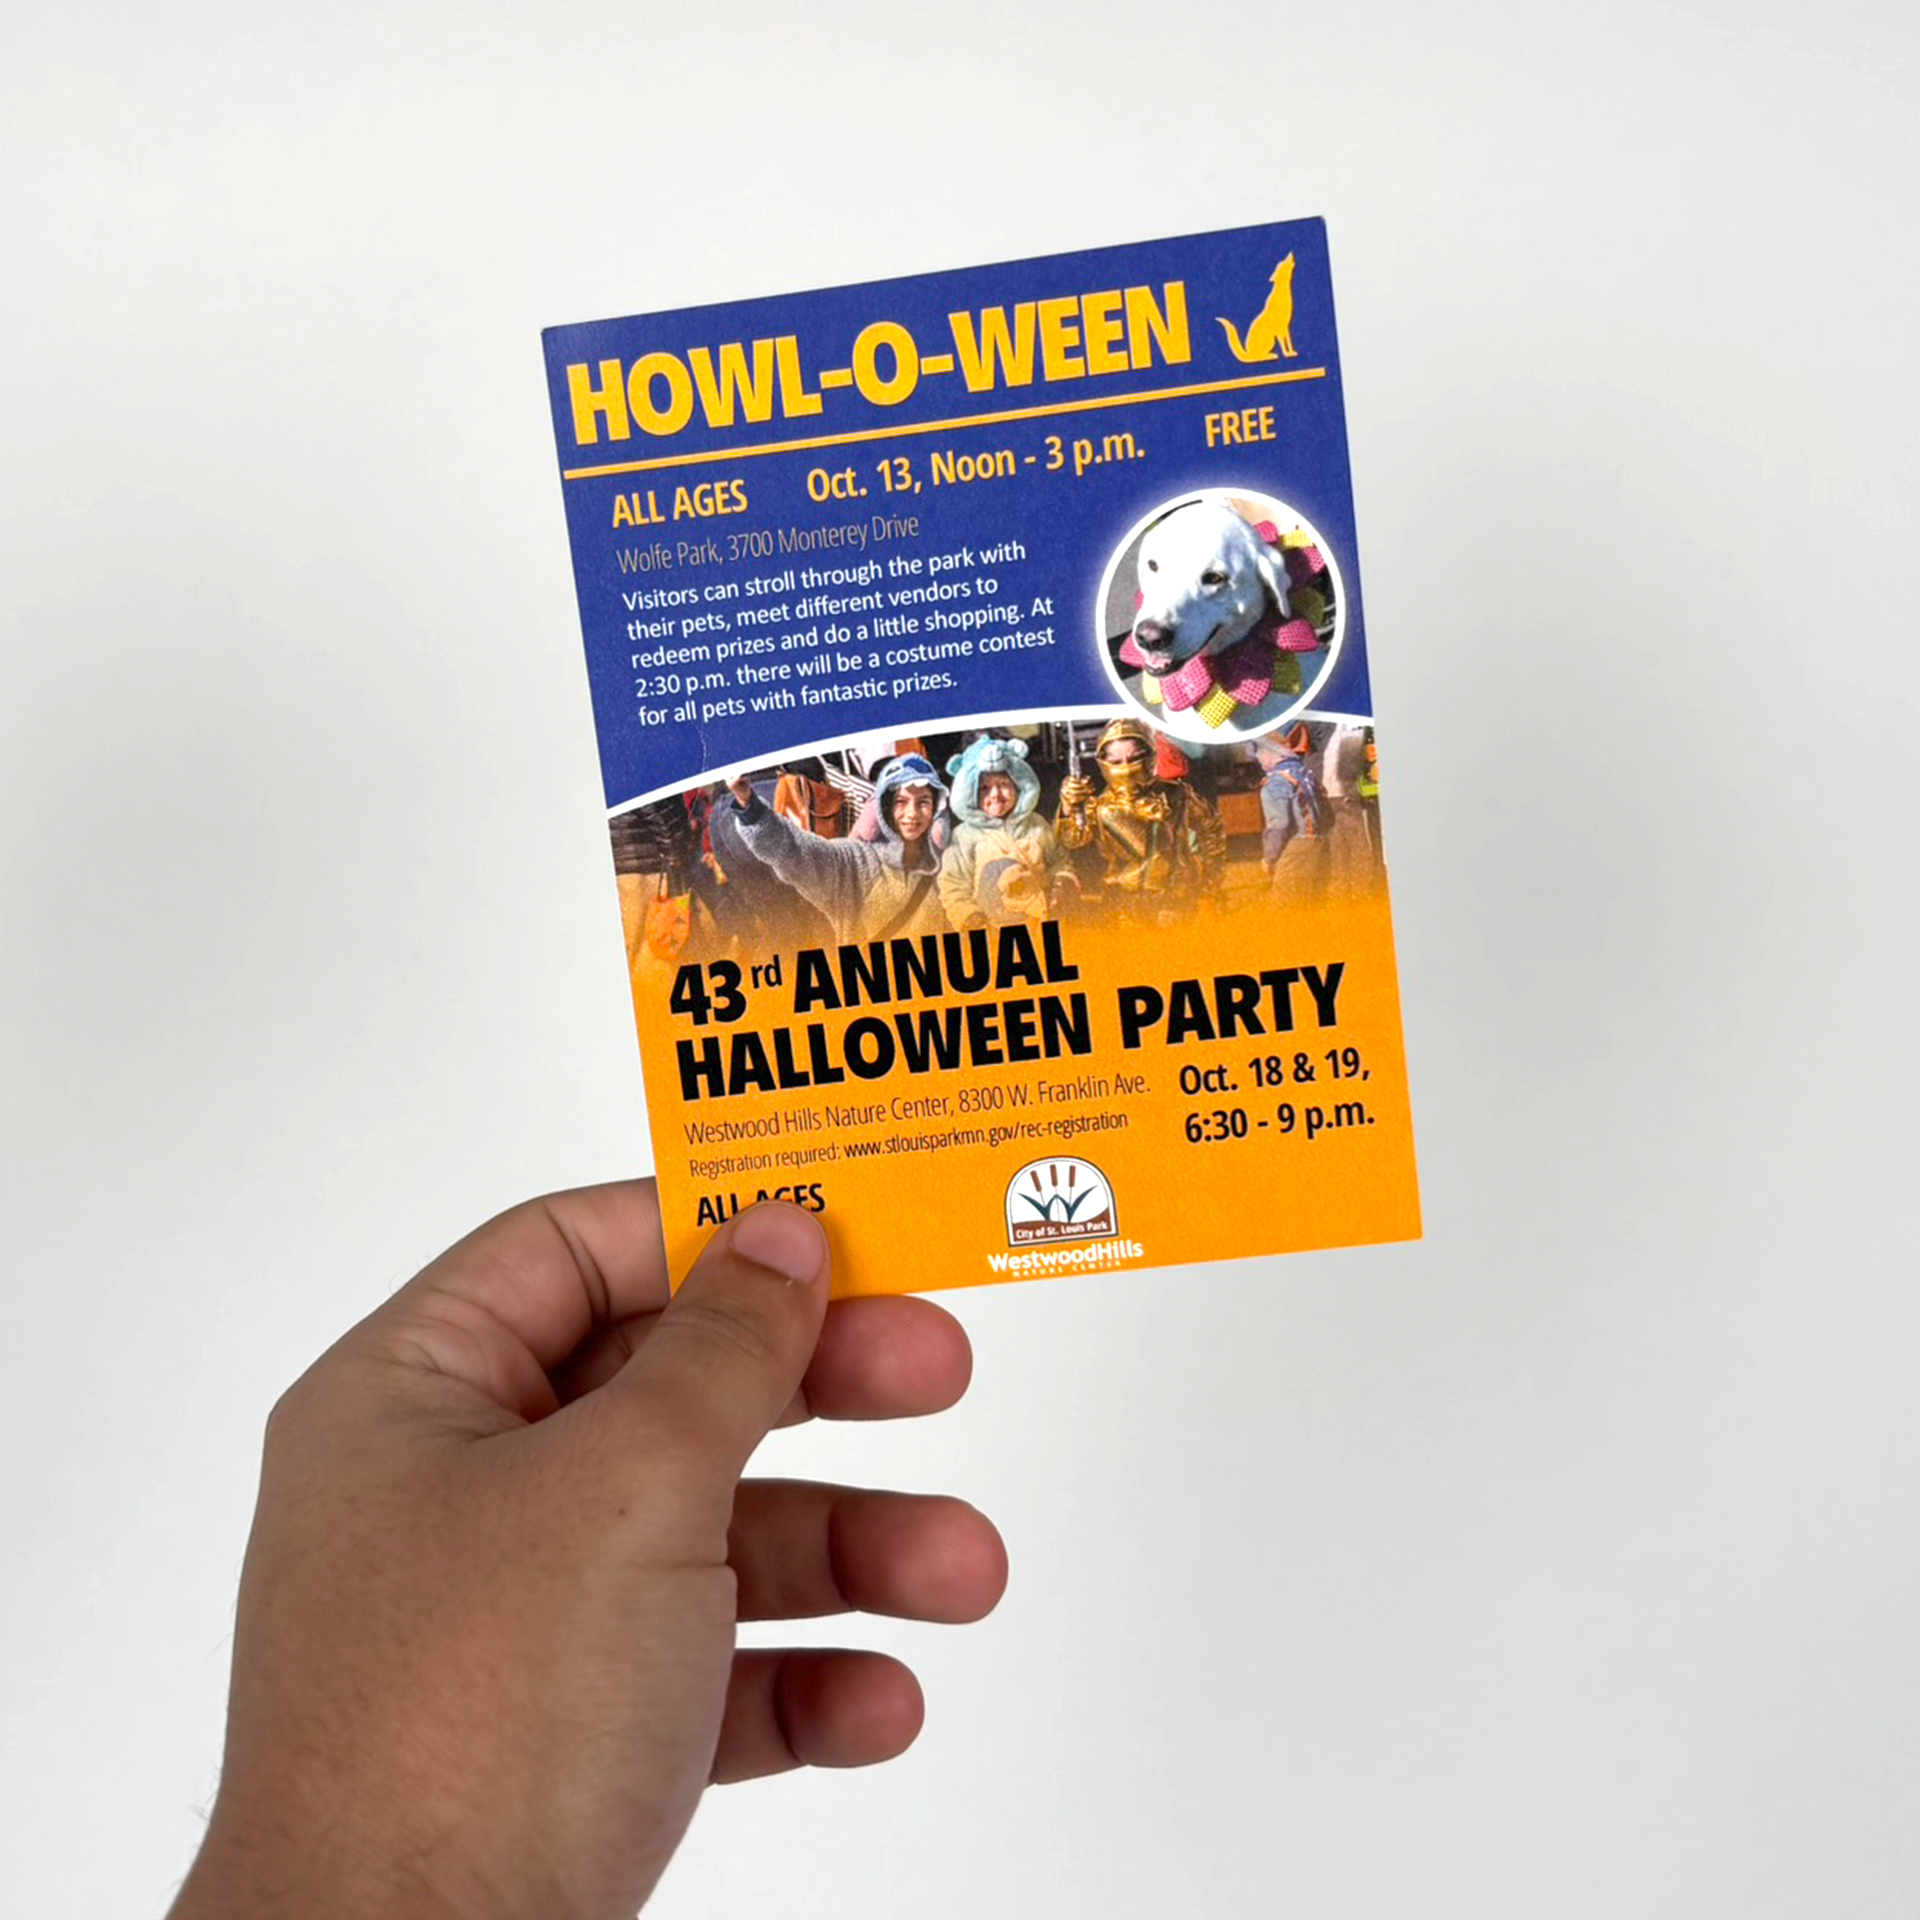 HOWL-O-WEEN
ALL AGES Oct. 13, Noon - 3 p.m. FREE
Wolfe Park, 3700 Monterey Drive
Visitors can stroll through the park with
their pets, meet different vendors to
redeem prizes and do a little shopping. At
2:30 p.m. there will be a costume contest
for all pets with fantastic prizes.
43rd ANNUAL
HALLOWEEN PARTY
Westwood Hills Nature Center, 8300 W. Franklin Ave.
Registration required: www.stlouisparkmn.gov/rec-registration
Oct. 18 & 19,
6:30 - 9 p.m.
ALL AGES
City of St. Louis Park
WestwoodHills
NATURE CENTER